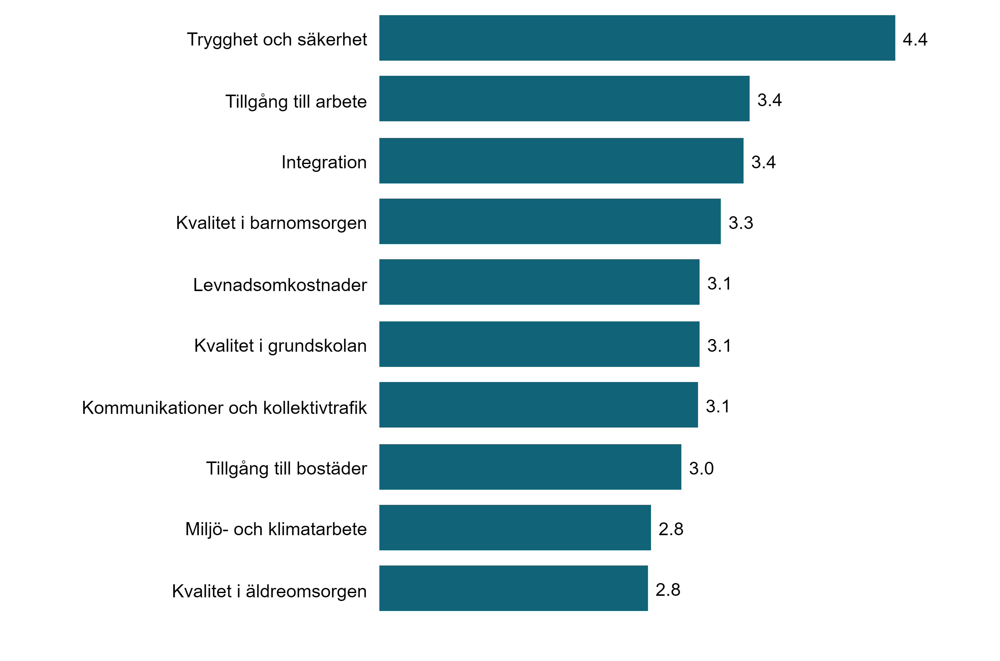 Trygghet och säkerhet 4.4
Tillgång till arbete 3.4
Integration 3.4
Kvalitet i barnomsorgen 3.3
Levnadsomkostnader 3.1
Kvalitet i grundskolan 3.1
Kommunikationer och kollektivtrafik 3.1
Tillgång till bostäder 3.0
Miljö- och klimatarbete 2.8
Kvalitet i äldreomsorgen 2.8